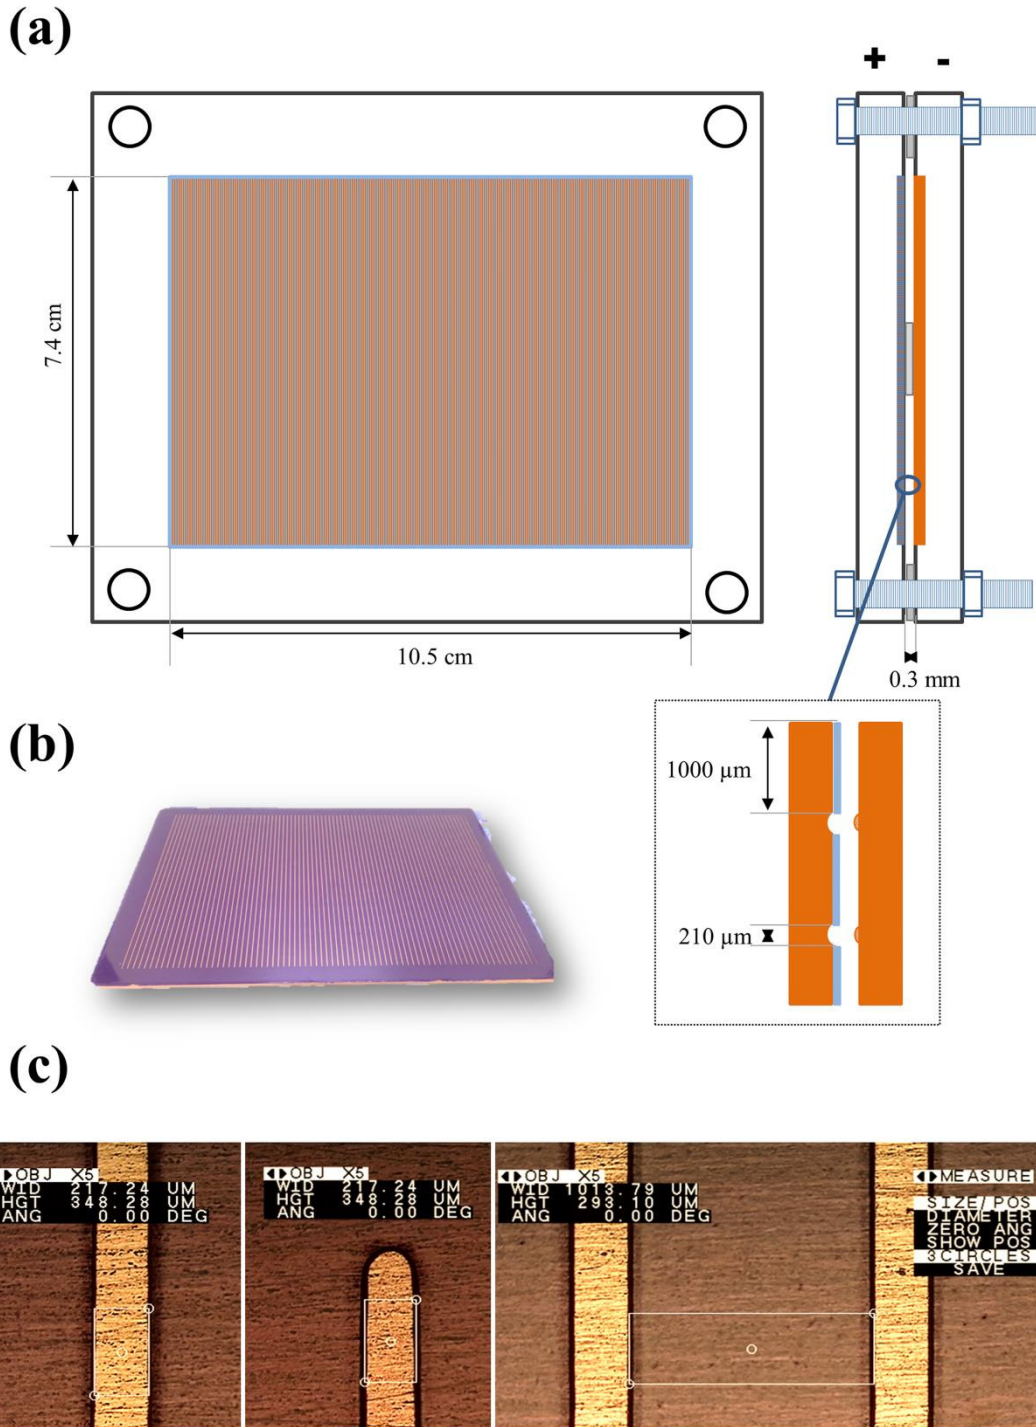 (a)
+ -
7.4 cm
10.5 cm
0.3 mm
(b)
1000 µm
210 µm
(c)
OBJ X5
WID 217.24 UM
HGT 348.28 UM
ANG 0.00 DEG
OBJ X5
WID 217.24 UM
HGT 348.28 UM
ANG 0.00 DEG
OBJ X5
WID 1013.79 UM
HGT 293.10 UM
ANG 0.00 DEG
MEASURE
SIZE/POS
DIAMETER
ZERO ANG
SHOW POS
3CIRCLES
SAVE